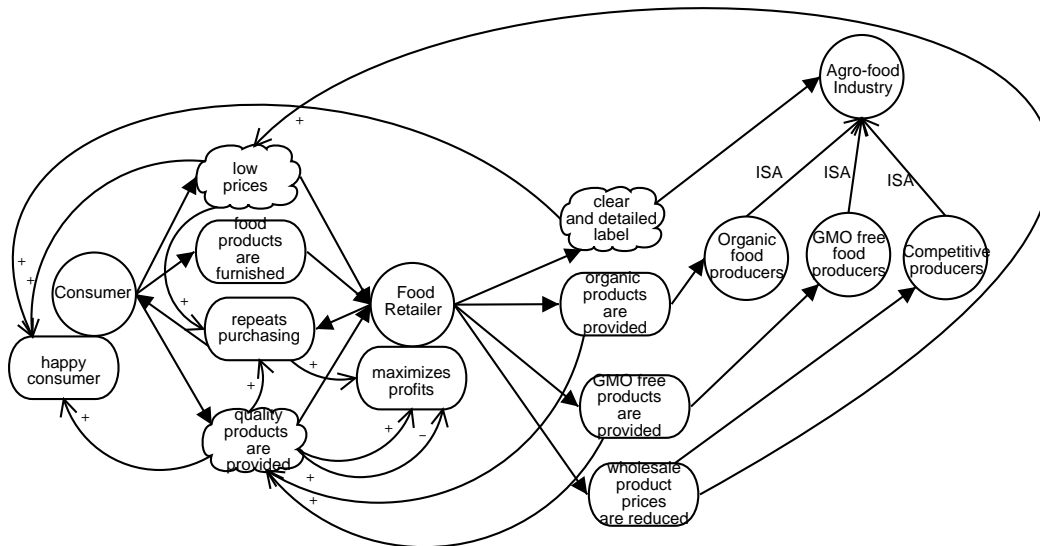 Agro-food
Industry
+
+
+
+
low
prices
ISA
ISA
ISA
clear
and detailed
label
food
products
are
furnished
Organic
food
producers
GMO free
food
producers
Competitive
producers
Consumer
Food
Retailer
organic
products
are
provided
repeats
purchasing
happy
consumer
+
maximizes
profits
+
+
GMO free
products
are
provided
quality
products
are
provided
+
−
+
+
wholesale
product
prices
are reduced